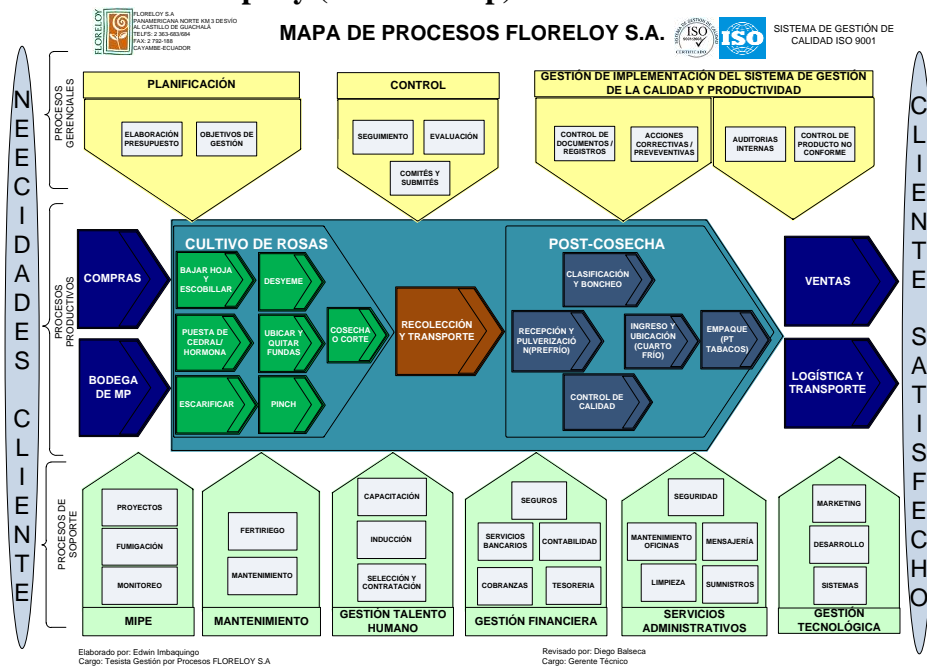 FLORELOY S.A
PANAMERICANA NORTE KM 3 DESVÍO
AL CASTILLO DE GUACHALÁ
TELFS: 2 363-683/684
FAX: 2 792-188
CAYAMBE-ECUADOR
FLORELOY
MAPA DE PROCESOS FLORELOY S.A.
ISO
CERTIFICADO
ISO
SISTEMA DE GESTIÓN DE
CALIDAD ISO 9001
NECIDADES CLIENTE
PROCESOS
GERENCIALES
PLANIFICACIÓN
ELABORACIÓN
PRESUPUESTO
OBJETIVOS DE
GESTIÓN
CONTROL
SEGUIMIENTO
EVALUACIÓN
COMITÉS Y
SUBMITÉS
GESTIÓN DE IMPLEMENTACIÓN DEL SISTEMA DE GESTIÓN
DE LA CALIDAD Y PRODUCTIVIDAD
CONTROL DE
DOCUMENTOS /
REGISTROS
ACCIONES
CORRECTIVAS /
PREVEVENTIVAS
AUDITORIAS
INTERNAS
CONTROL DE
PRODUCTO NO
CONFORME
PROCESOS
PRODUCTIVOS
COMPRAS
BODEGA
DE MP
CULTIVO DE ROSAS
BAJAR HOJA
Y
ESCOBILLAR
DESYEME
PUESTA DE
CEDRAL/
HORMONA
UBICAR Y
QUITAR
FUNDAS
COSECHA
O CORTE
ESCARIFICAR
PINCH
RECOLECCIÓN
Y TRANSPORTE
POST-COSECHA
CLASIFICACIÓN
Y BONCHEO
RECEPCIÓN Y
PULVERIZACIÓ
N(PREFRÍO)
INGRESO Y
UBICACIÓN
(CUARTO
FRÍO)
EMPAQUE
(PT
TABACOS)
CONTROL DE
CALIDAD
VENTAS
LOGÍSTICA Y
TRANSPORTE
CLIENTE SATISFECHO
PROCESOS DE
SOPORTE
PROYECTOS
FUMIGACIÓN
MONITOREO
MIPE
FERTIRIEGO
MANTENIMIENTO
MANTENIMIENTO
CAPACITACIÓN
INDUCCIÓN
SELECCIÓN Y
CONTRATACIÓN
GESTIÓN TALENTO
HUMANO
SEGUROS
SERVICIOS
BANCARIOS
CONTABILIDAD
COBRANZAS
TESORERIA
GESTIÓN FINANCIERA
SEGURIDAD
MANTENIMIENTO
OFICINAS
MENSAJERÍA
LIMPIEZA
SUMINISTROS
SERVICIOS
ADMINISTRATIVOS
MARKETING
DESARROLLO
SISTEMAS
GESTIÓN
TECNOLÓGICA
Elaborado por: Edwin Imbaquingo
Cargo: Tesista Gestión por Procesos FLORELOY S.A
Revisado por: Diego Balseca
Cargo: Gerente Técnico